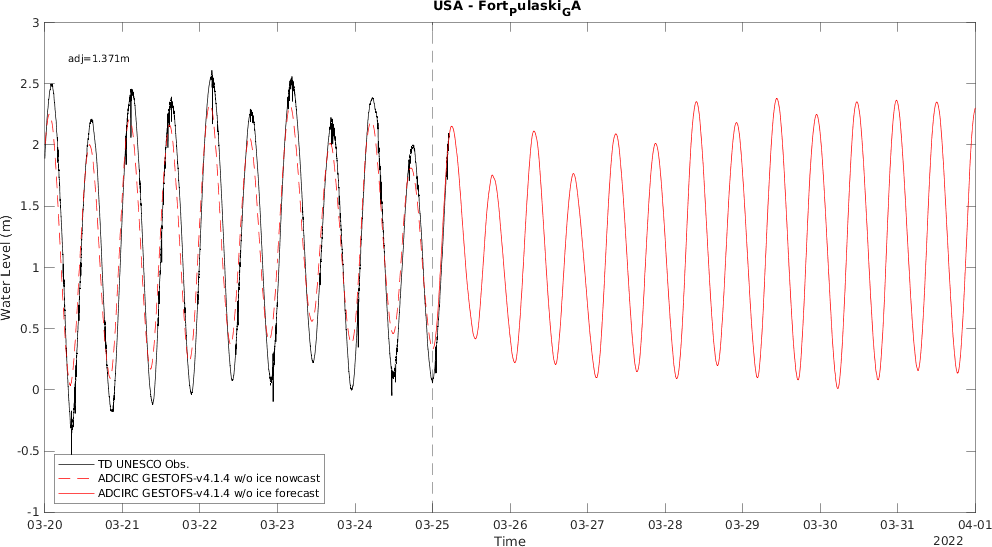 USA - FortPulaskiGA
adj=1.371m
3
2.5
2
1.5
1
0.5
0
-0.5
-1
Water Level (m)
TD UNESCO Obs.
ADCIRC GESTOFS-v4.1.4 w/o ice nowcast
ADCIRC GESTOFS-v4.1.4 w/o ice forecast
03-20 03-21 03-22 03-23 03-24 03-25 03-26 03-27 03-28 03-29 03-30 03-31 04-01
Time
2022